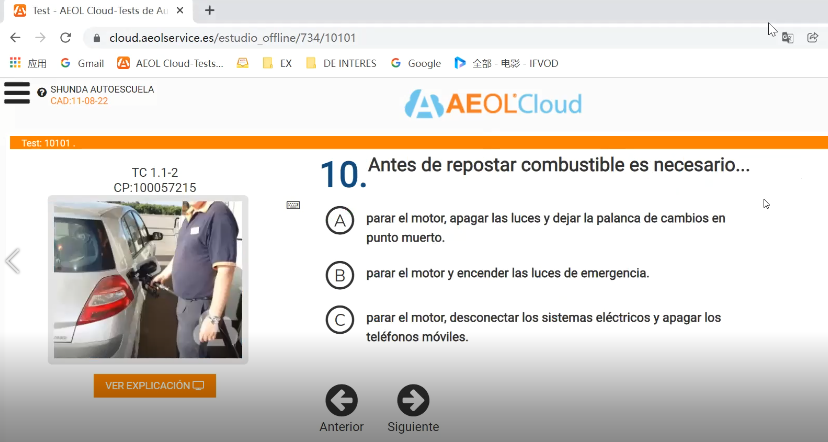 Test - AEOL Cloud-Tests de Au
cloud.aeolservice.es/estudio_offline/734/10101
应用
Gmail
AEOL Cloud-Tests...
EX
DE INTERES
Google
全部 - 电影 - IFVOD
SHUNDA AUTOESCUELA
CAD:11-08-22
AEOL Cloud
Test: 10101 .
TC 1.1-2
CP:100057215
VER EXPLICACIÓN
10. Antes de repostar combustible es necesario...
A parar el motor, apagar las luces y dejar la palanca de cambios en
punto muerto.
B parar el motor y encender las luces de emergencia.
C parar el motor, desconectar los sistemas eléctricos y apagar los
teléfonos móviles.
Anterior
Siguiente